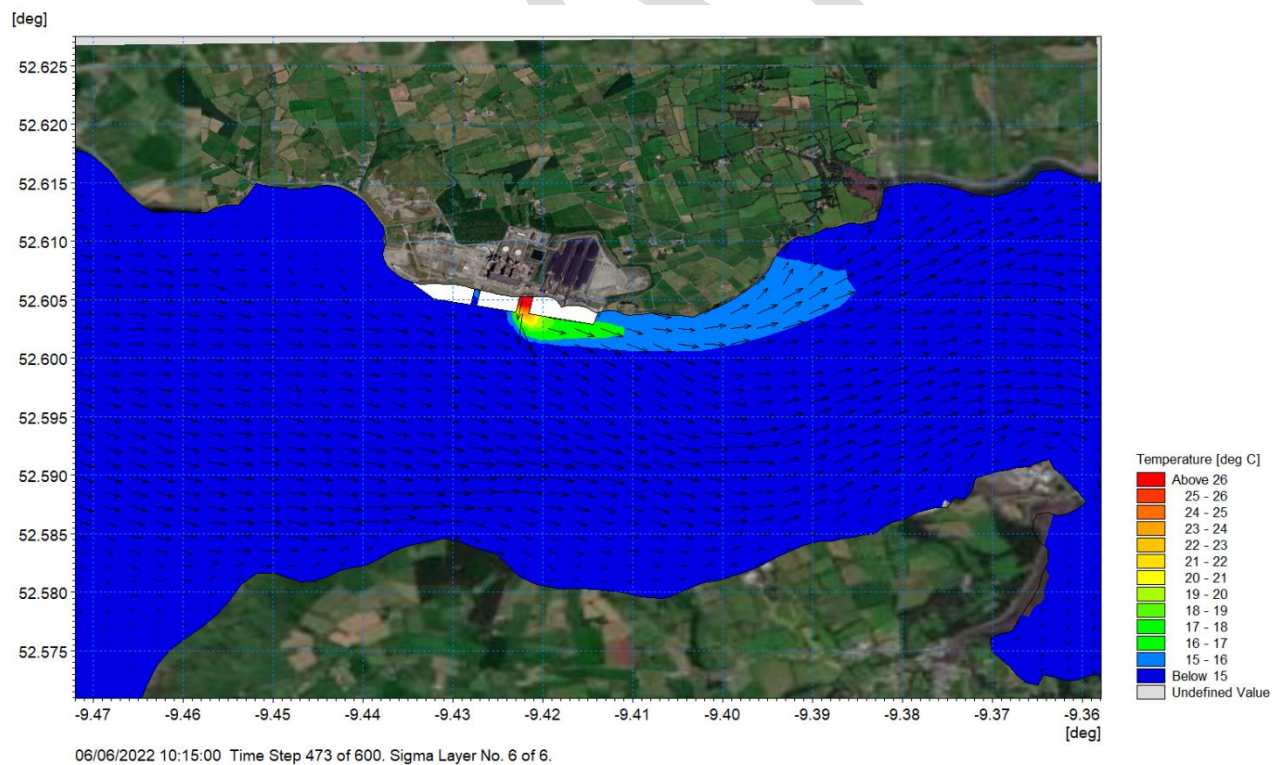 [deg]
52.625
52.620
52.615
52.610
52.605
52.600
52.595
52.590
52.585
52.580
52.575
-9.47 -9.46 -9.45 -9.44 -9.43 -9.42 -9.41 -9.40 -9.39 -9.38 -9.37 -9.36
[deg]
Temperature [deg C]
Above 26
25 - 26
24 - 25
23 - 24
22 - 23
21 - 22
20 - 21
19 - 20
18 - 19
17 - 18
16 - 17
15 - 16
Below 15
Undefined Value
06/06/2022 10:15:00 Time Step 473 of 600. Sigma Layer No. 6 of 6.